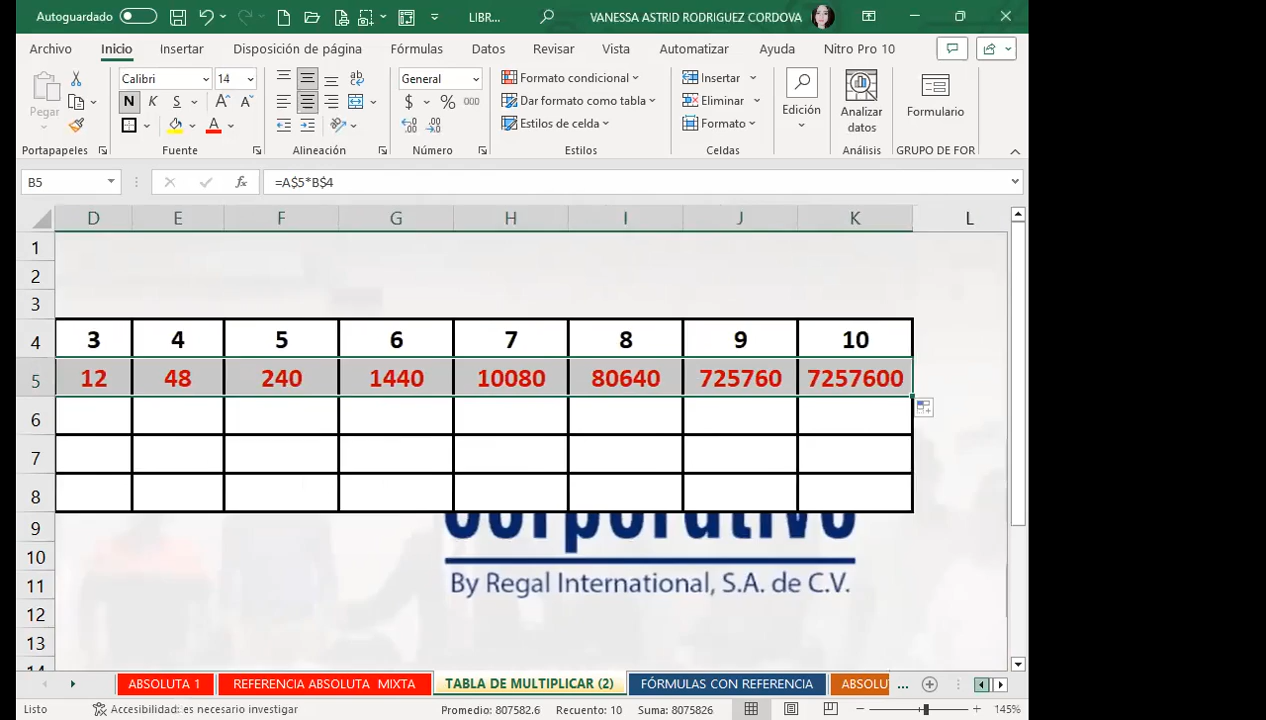 Autoguardado LIBR... VANESSA ASTRID RODRIGUEZ CORDOVA
Archivo Inicio Insertar Disposición de página Fórmulas Datos Revisar Vista Automatizar Ayuda Nitro Pro 10
Pegar Calibri 14 General Formato condicional Insertar Edición Analizar datos Formulario
N K S $ % 000 Dar formato como tabla Eliminar
Estilos de celda Formato
Portapapeles Fuente Alineación Número Estilos Celdas Análisis GRUPO DE FOR
B5 fx =A$5*B$4
D E F G H I J K L
1
2
3
4 3 4 5 6 7 8 9 10
5 12 48 240 1440 10080 80640 725760 7257600
6
7
8
9 Corporativo
10
11 By Regal International, S.A. de C.V.
12
13
14
ABSOLUTA 1 REFERENCIA ABSOLUTA MIXTA TABLA DE MULTIPLICAR (2) FÓRMULAS CON REFERENCIA ABSOLU ...
Listo Accesibilidad: es necesario investigar Promedio: 807582.6 Recuento: 10 Suma: 8075826 145%